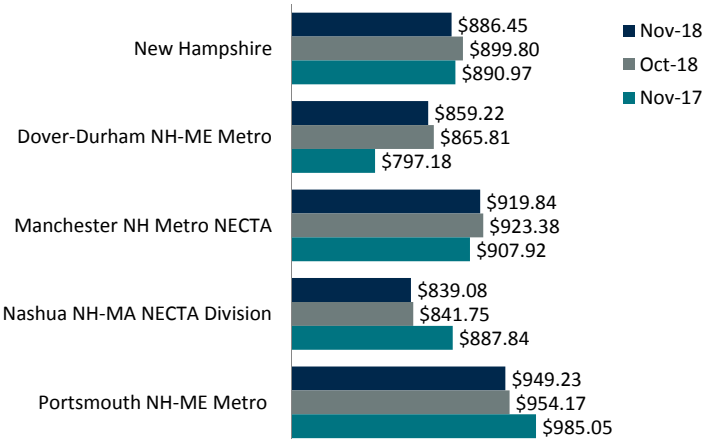 New Hampshire
$886.45
$899.80
$890.97
Dover-Durham NH-ME Metro
$859.22
$865.81
$797.18
Manchester NH Metro NECTA
$919.84
$923.38
$907.92
Nashua NH-MA NECTA Division
$839.08
$841.75
$887.84
Portsmouth NH-ME Metro
$949.23
$954.17
$985.05
Nov-18
Oct-18
Nov-17